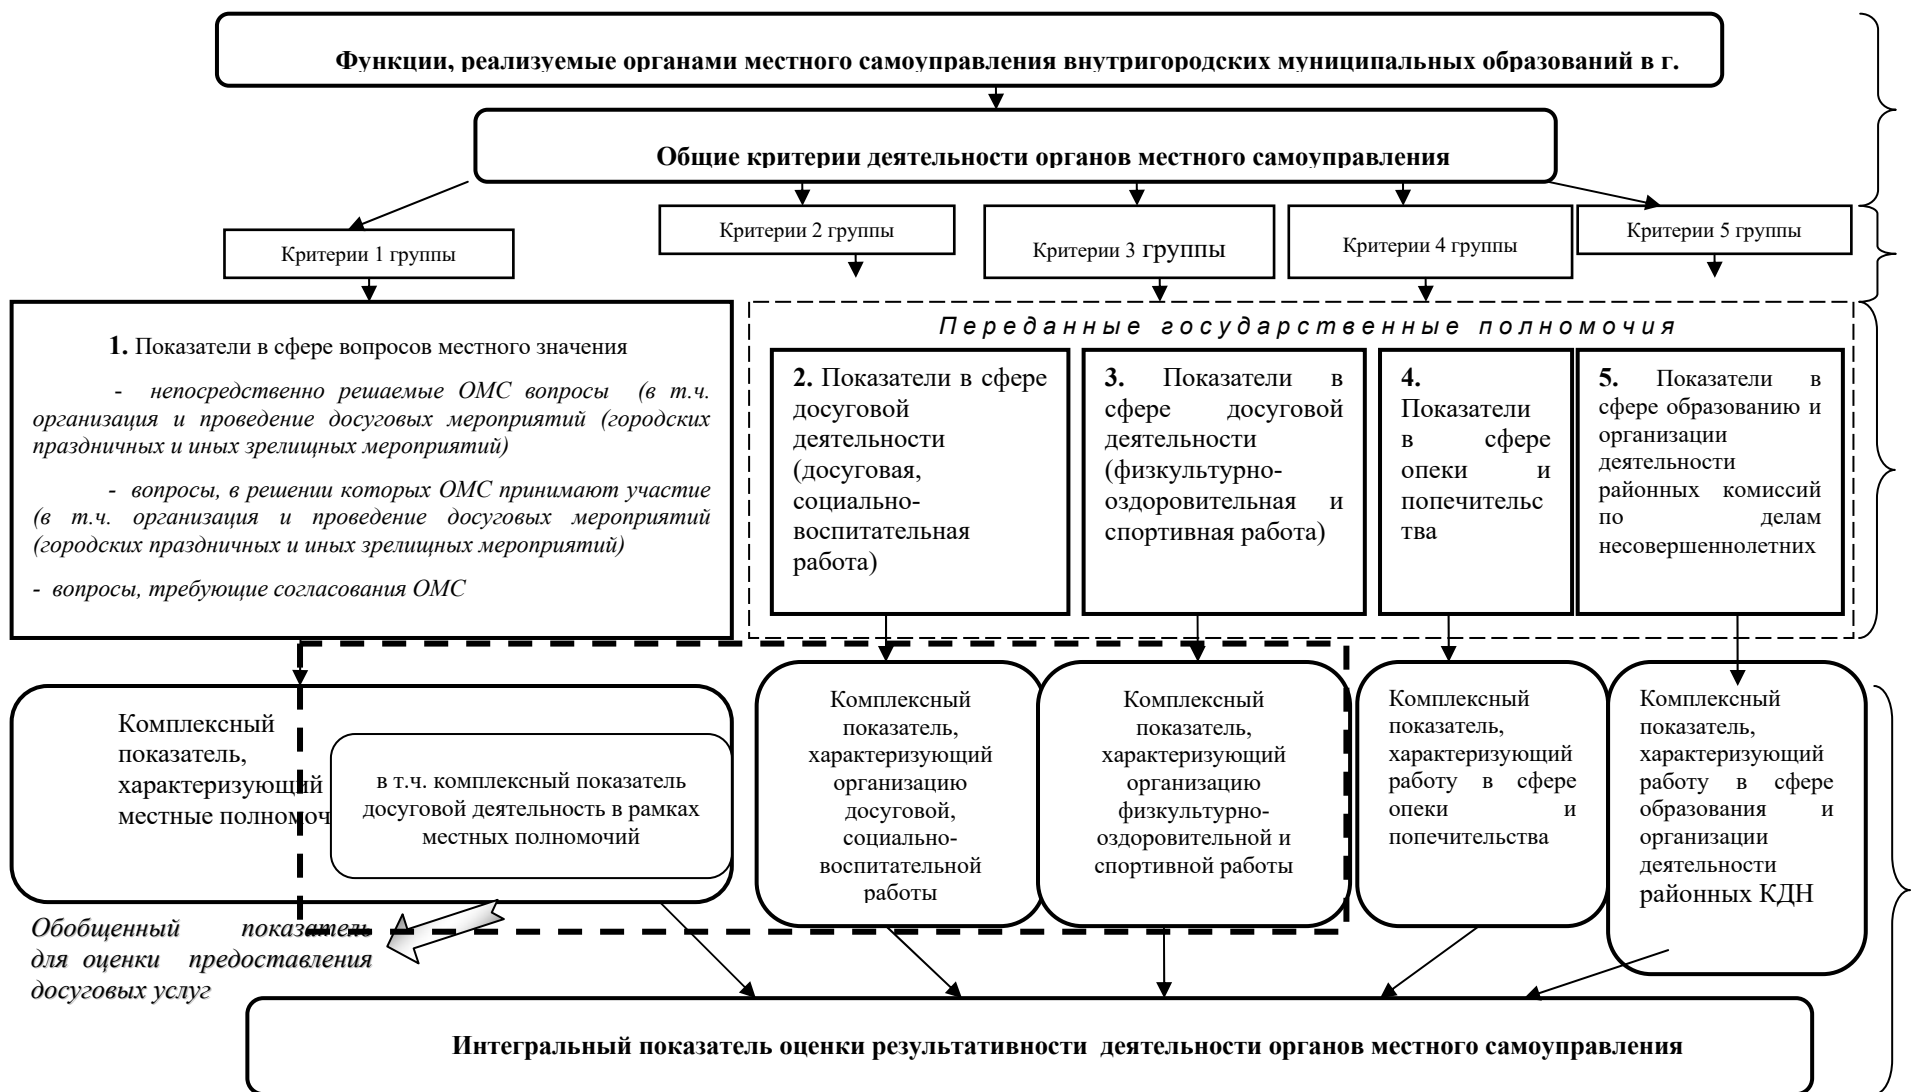 Функции, реализуемые органами местного самоуправления внутригородских муниципальных образований в г.
Общие критерии деятельности органов местного самоуправления
Критерии 1 группы
Критерии 2 группы
Критерии 3 группы
Критерии 4 группы
Критерии 5 группы
1. Показатели в сфере вопросов местного значения
- непосредственно решаемые ОМС вопросы (в т.ч.
организация и проведение досуговых мероприятий (городских
праздничных и иных зрелищных мероприятий)
- вопросы, в решении которых ОМС принимают участие
(в т.ч. организация и проведение досуговых мероприятий
(городских праздничных и иных зрелищных мероприятий)
- вопросы, требующие согласования ОМС
Переданные государственные полномочия
2. Показатели в сфере
досуговой
деятельности
(досуговая,
социально-
воспитательная
работа)
3. Показатели в
сфере досуговой
деятельности
(физкультурно-
оздоровительная и
спортивная работа)
4.
Показатели
в сфере
опеки и
попечительс
тва
5. Показатели в
сфере образованию и
организации
деятельности
районных комиссий
по делам
несовершеннолетних
Комплексный
показатель,
характеризующий
местные полномоч
в т.ч. комплексный показатель
досуговой деятельность в рамках
местных полномочий
Комплексный
показатель,
характеризующий
организацию
досуговой,
социально-
воспитательной
работы
Комплексный
показатель,
характеризующий
организацию
физкультурно-
оздоровительной и
спортивной работы
Комплексный
показатель,
характеризующий
работу в сфере
опеки и
попечительства
Комплексный
показатель,
характеризующий
работу в сфере
образования и
организации
деятельности
районных КДН
Обобщенный показатель
для оценки предоставления
досуговых услуг
Интегральный показатель оценки результативности деятельности органов местного самоуправления